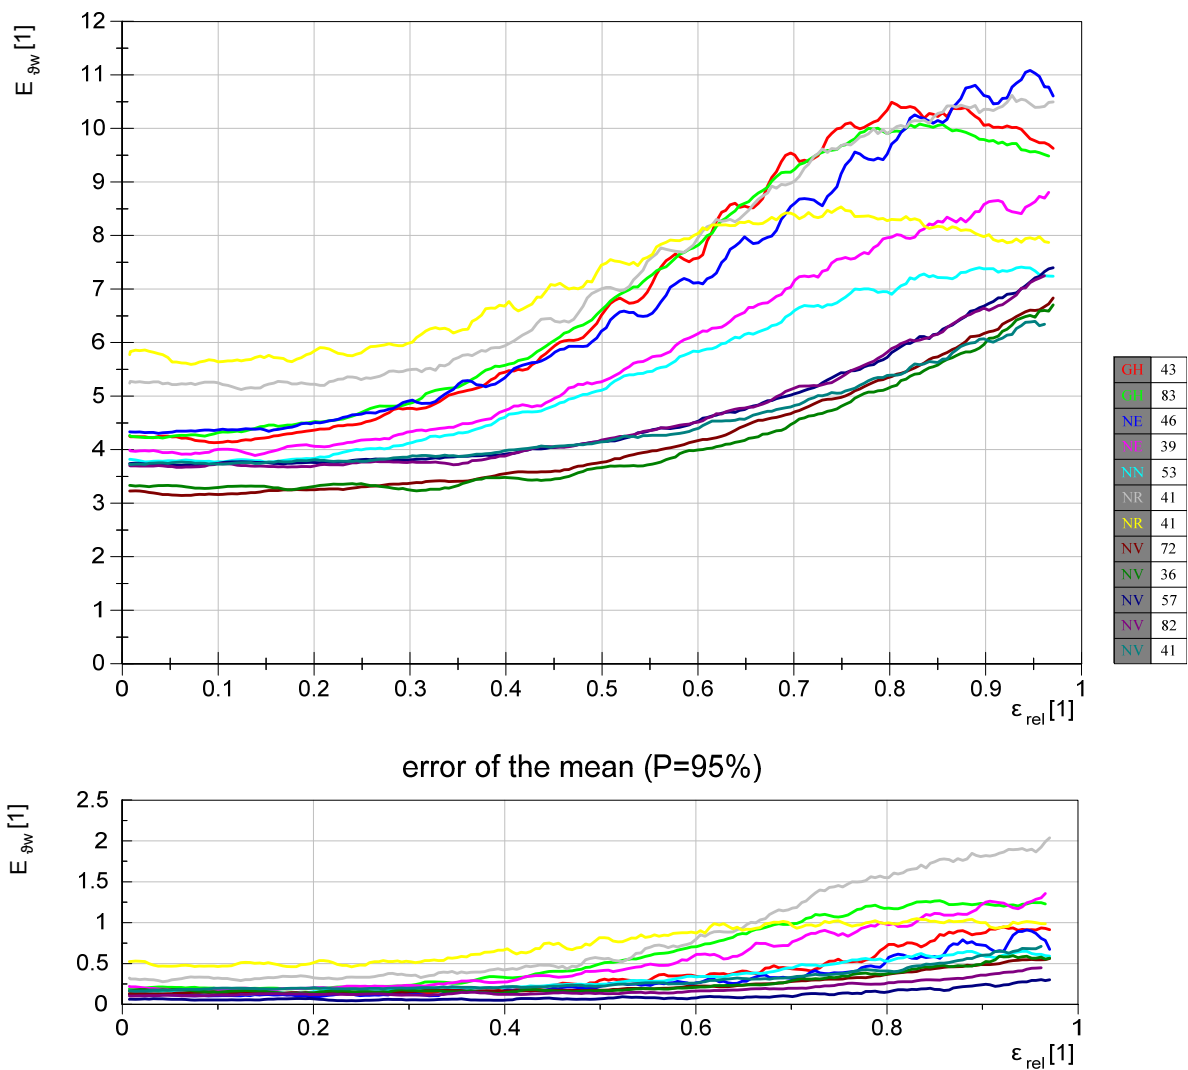 E ϑw [1]
12
11
10
9
8
7
6
5
4
3
2
1
0
0 0.1 0.2 0.3 0.4 0.5 0.6 0.7 0.8 0.9 1
ε rel [1]
GH 43
GH 83
NE 46
NE 39
NN 53
NR 41
NR 41
NV 72
NV 36
NV 57
NV 82
NV 41
error of the mean (P=95%)
E ϑw [1]
2.5
2
1.5
1
0.5
0
0 0.2 0.4 0.6 0.8 1
ε rel [1]